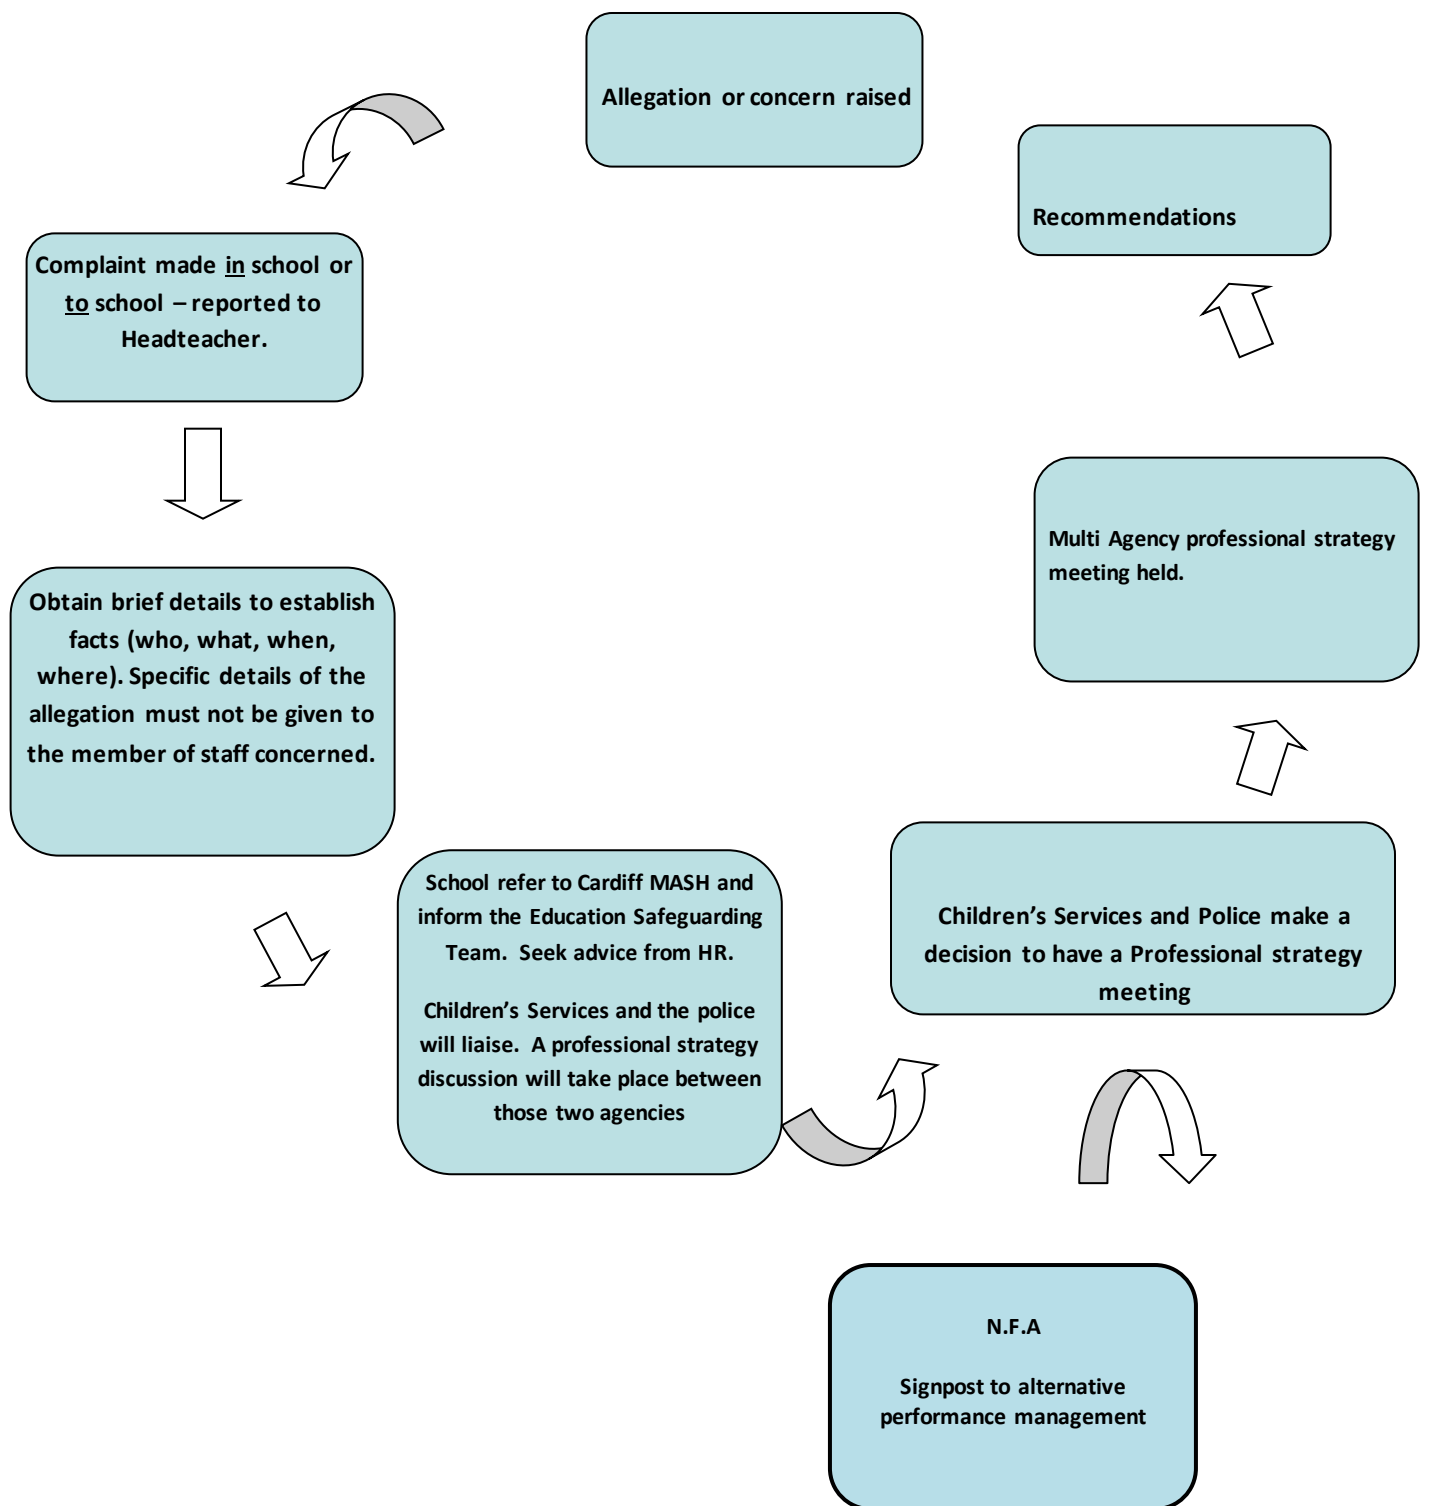 Allegation or concern raised
Complaint made in school or
to school – reported to
Headteacher.
Obtain brief details to establish
facts (who, what, when,
where). Specific details of the
allegation must not be given to
the member of staff concerned.
School refer to Cardiff MASH and
inform the Education Safeguarding
Team. Seek advice from HR.
Children’s Services and the police
will liaise. A professional strategy
discussion will take place between
those two agencies
Children’s Services and Police make a
decision to have a Professional strategy
meeting
N.F.A
Signpost to alternative
performance management
Multi Agency professional strategy
meeting held.
Recommendations